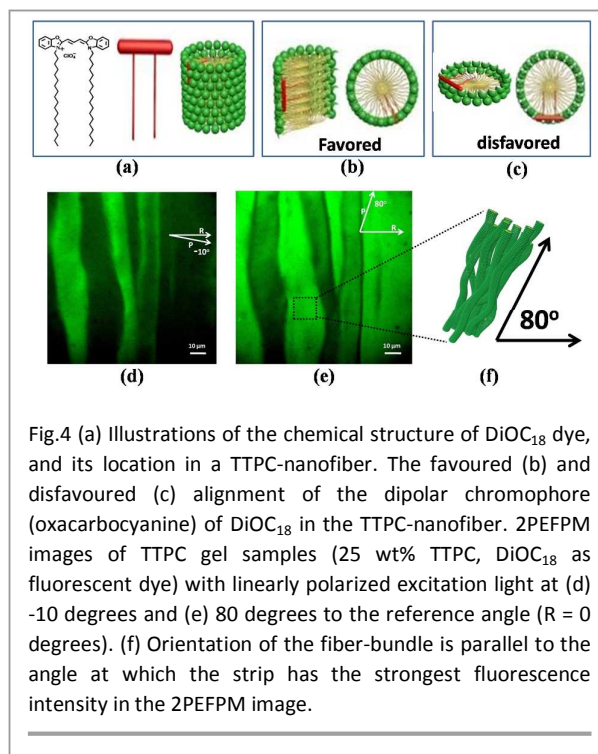 N⁺
N
O
O
ClO₄⁻
Favored
disfavored
(a)
(b)
(c)
R
P
-10°
10 µm
P
80°
R
10 µm
80°
(d)
(e)
(f)
Fig.4 (a) Illustrations of the chemical structure of DiOC₁₈ dye,
and its location in a TTPC-nanofiber. The favoured (b) and
disfavoured (c) alignment of the dipolar chromophore
(oxacarbocyanine) of DiOC₁₈ in the TTPC-nanofiber. 2PEFPM
images of TTPC gel samples (25 wt% TTPC, DiOC₁₈ as
fluorescent dye) with linearly polarized excitation light at (d)
-10 degrees and (e) 80 degrees to the reference angle (R = 0
degrees). (f) Orientation of the fiber-bundle is parallel to the
angle at which the strip has the strongest fluorescence
intensity in the 2PEFPM image.